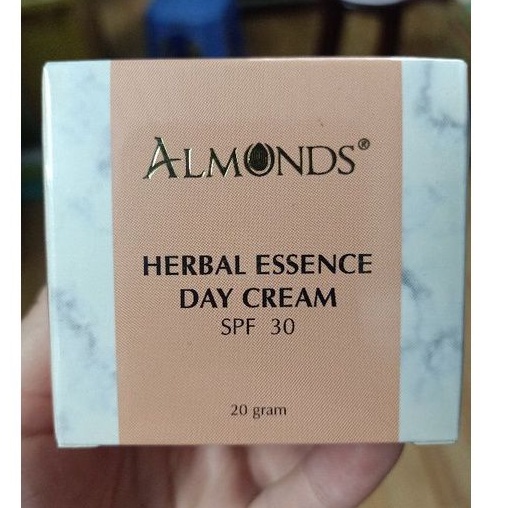 ALMONDS®
HERBAL ESSENCE
DAY CREAM
SPF 30
20 gram